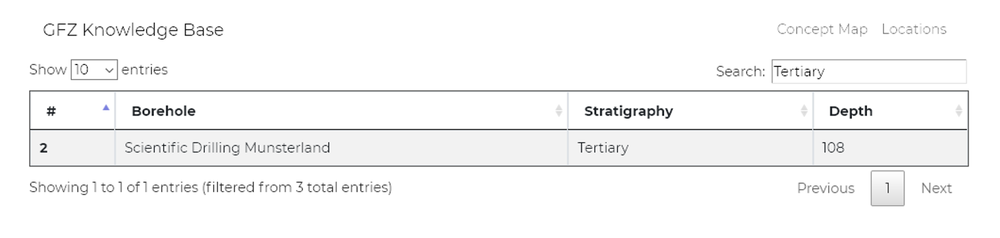 GFZ Knowledge Base Concept Map Locations
Show 10 entries Search: Tertiary
# Borehole Stratigraphy Depth
2 Scientific Drilling Munsterland Tertiary 108
Showing 1 to 1 of 1 entries (filtered from 3 total entries) Previous 1 Next